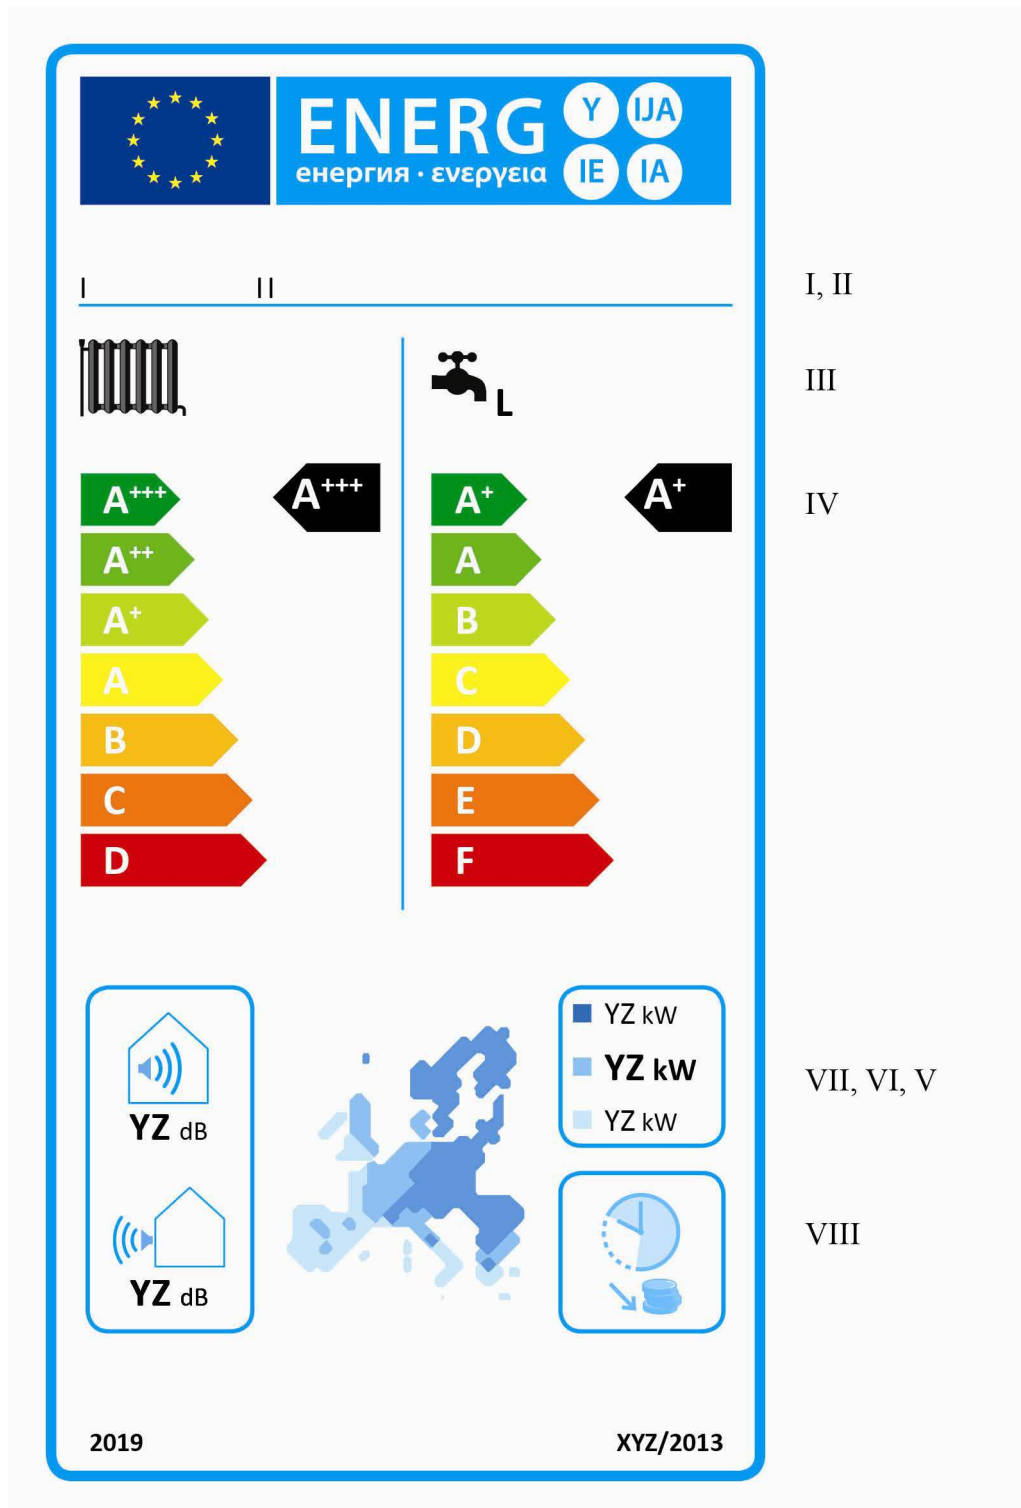 ENERG Y IJA
енергия · ενεργεια IE IA
I II
I, II
L
III
A+++ A+++ A+ A+
IV
A++ A
A+ B
A C
B D
C E
D F
YZ kW
YZ kW
YZ kW
VII, VI, V
YZ dB
YZ dB
VIII
2019 XYZ/2013